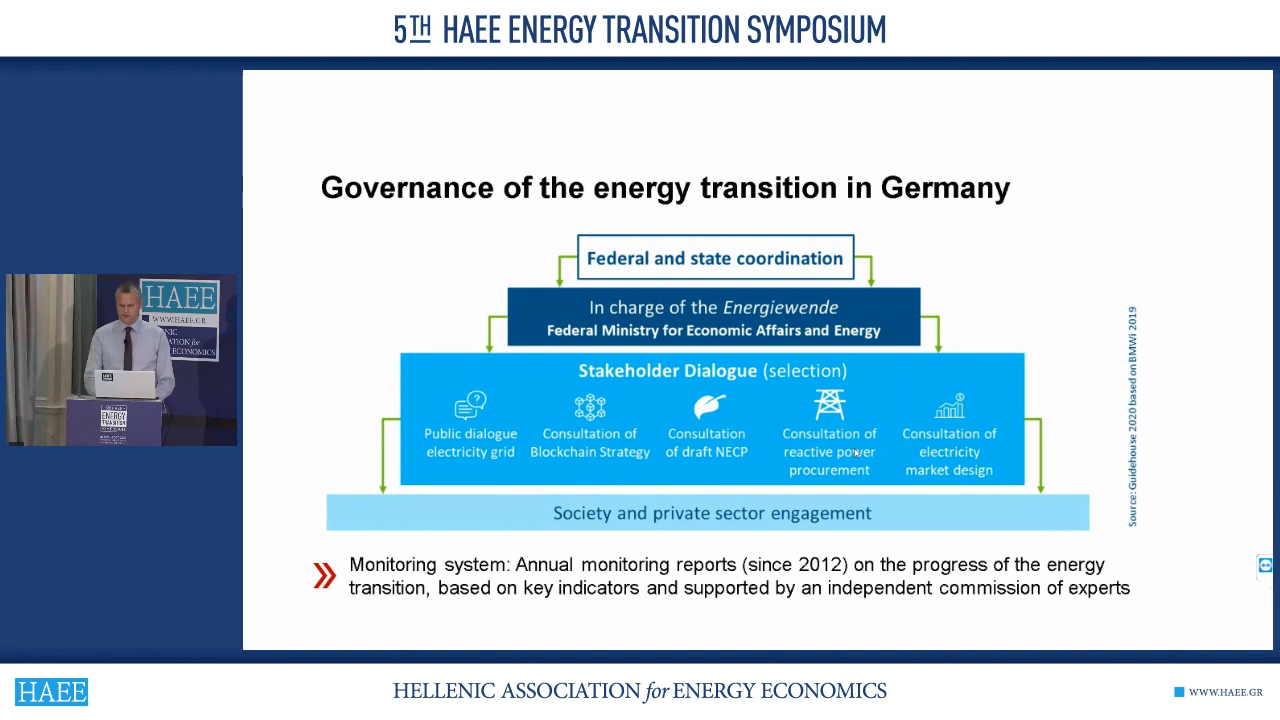 5TH HAEE ENERGY TRANSITION SYMPOSIUM
Governance of the energy transition in Germany
Federal and state coordination
In charge of the Energiewende
Federal Ministry for Economic Affairs and Energy
Stakeholder Dialogue (selection)
Public dialogue
electricity grid
Consultation of
Blockchain Strategy
Consultation
of draft NECP
Consultation of
reactive power
procurement
Consultation of
electricity
market design
Society and private sector engagement
Source: Guidehouse 2020 based on BMWi 2019
Monitoring system: Annual monitoring reports (since 2012) on the progress of the energy
transition, based on key indicators and supported by an independent commission of experts
HAEE
WWW.HAEE.GR
ECONOMICS
ENERGY
TRANSITION
HAEE
HELLENIC ASSOCIATION for ENERGY ECONOMICS
WWW.HAEE.GR